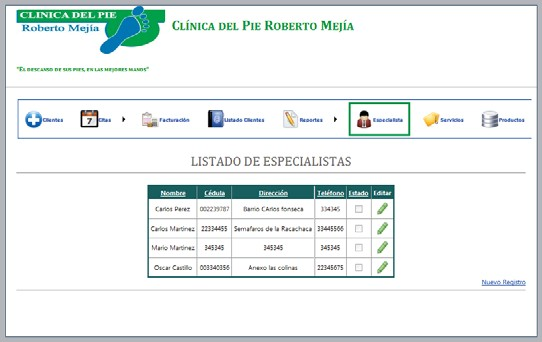 CLINICA DEL PIE
Roberto Mejía
CLÍNICA DEL PIE ROBERTO MEJÍA
"EL DESCANSO DE SUS PIES, EN LAS MEJORES MANOS"
Clientes 7 Citas Facturación Listado Clientes Reportes Especialista Servicios Productos
LISTADO DE ESPECIALISTAS
Nombre Cédula Dirección Teléfono Estado Editar
Carlos Perez 002239787 Barrio CArlos fonseca 334345
Carlos Martinez 22334455 Semafaros de la Racachaca 33445566
Mario Martinez 345345 345345 345345
Oscar Castillo 003340356 Anexo las colinas 22345675
Nuevo Registro